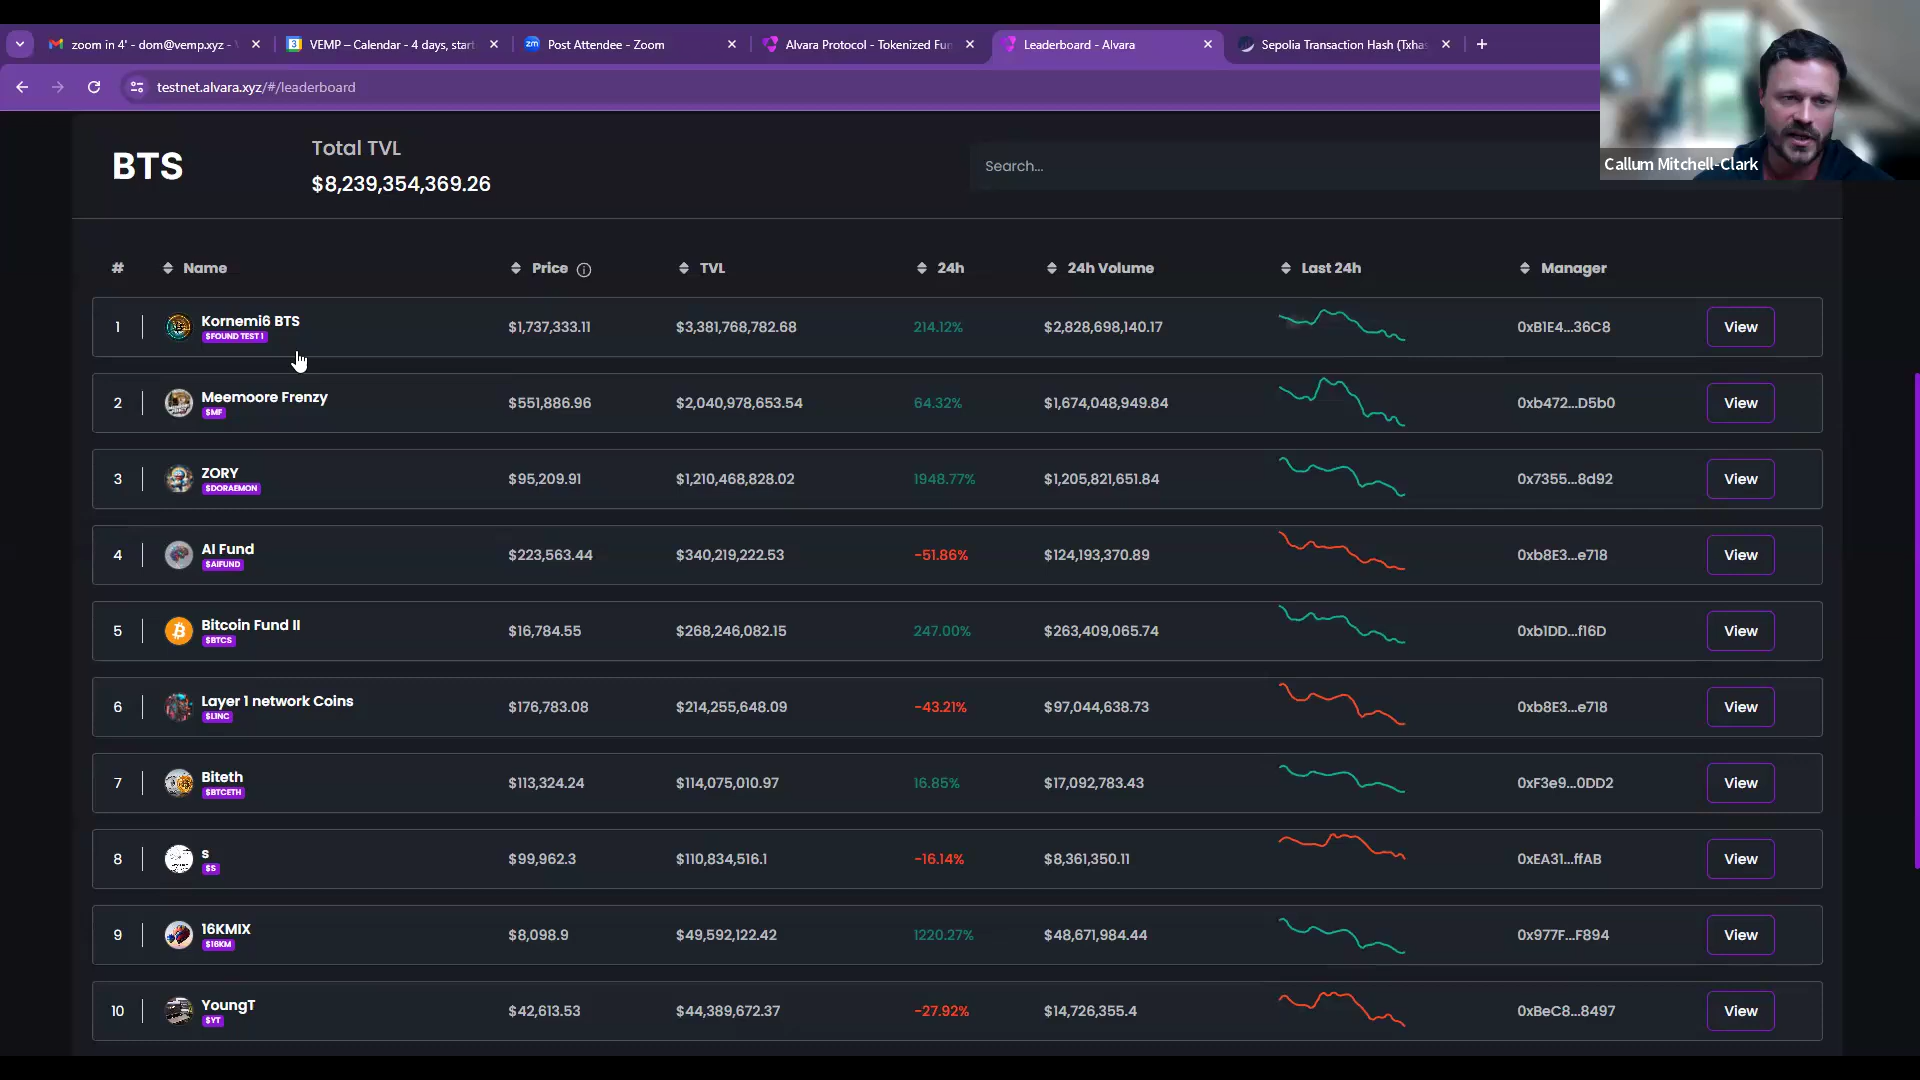 zoom in 4' - dom@vemp.xyz -
VEMP – Calendar - 4 days, star
Post Attendee - Zoom
Alvara Protocol - Tokenized Fun
Leaderboard - Alvara
Sepolia Transaction Hash (Txha
testnet.alvara.xyz/#/leaderboard
Callum Mitchell-Clark
BTS
Total TVL
$8,239,354,369.26
Search...
# Name Price TVL 24h 24h Volume Last 24h Manager
1 Kornemi6 BTS $1,737,333.11 $3,381,768,782.68 214.12% $2,828,698,140.17 0xB1E4...36C8 View
$FOUND TEST 1
2 Meemoore Frenzy $551,886.96 $2,040,978,653.54 64.32% $1,674,048,949.84 0xb472...D5b0 View
$MF
3 ZORY $95,209.91 $1,210,468,828.02 1948.77% $1,205,821,651.84 0x7355...8d92 View
$DORAEMON
4 AI Fund $223,563.44 $340,219,222.53 -51.86% $124,193,370.89 0xb8E3...e718 View
$AIFUND
5 Bitcoin Fund II $16,784.55 $268,246,082.15 247.00% $263,409,065.74 0xb1DD...f16D View
$BTCS
6 Layer 1 network Coins $176,783.08 $214,255,648.09 -43.21% $97,044,638.73 0xb8E3...e718 View
$L1NC
7 Biteth $113,324.24 $114,075,010.97 16.85% $17,092,783.43 0xF3e9...0DD2 View
$BTCETH
8 s $99,962.3 $110,834,516.1 -16.14% $8,361,350.11 0xEA31...ffAB View
$S
9 16KMIX $8,098.9 $49,592,122.42 1220.27% $48,671,984.44 0x977F...F894 View
$16KM
10 YoungT $42,613.53 $44,389,672.37 -27.92% $14,726,355.4 0xBeC8...8497 View
$YT